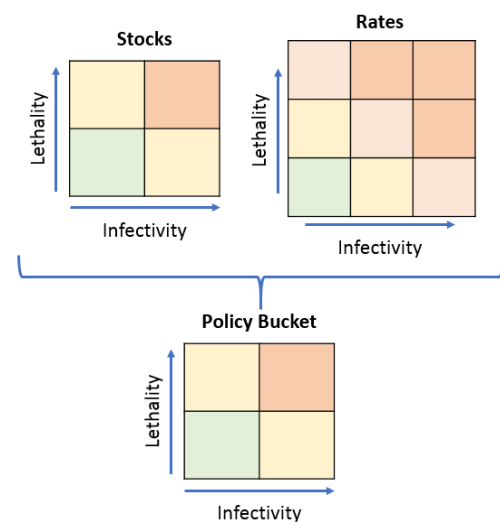 Stocks
Lethality
Infectivity
Rates
Lethality
Infectivity
Policy Bucket
Lethality
Infectivity